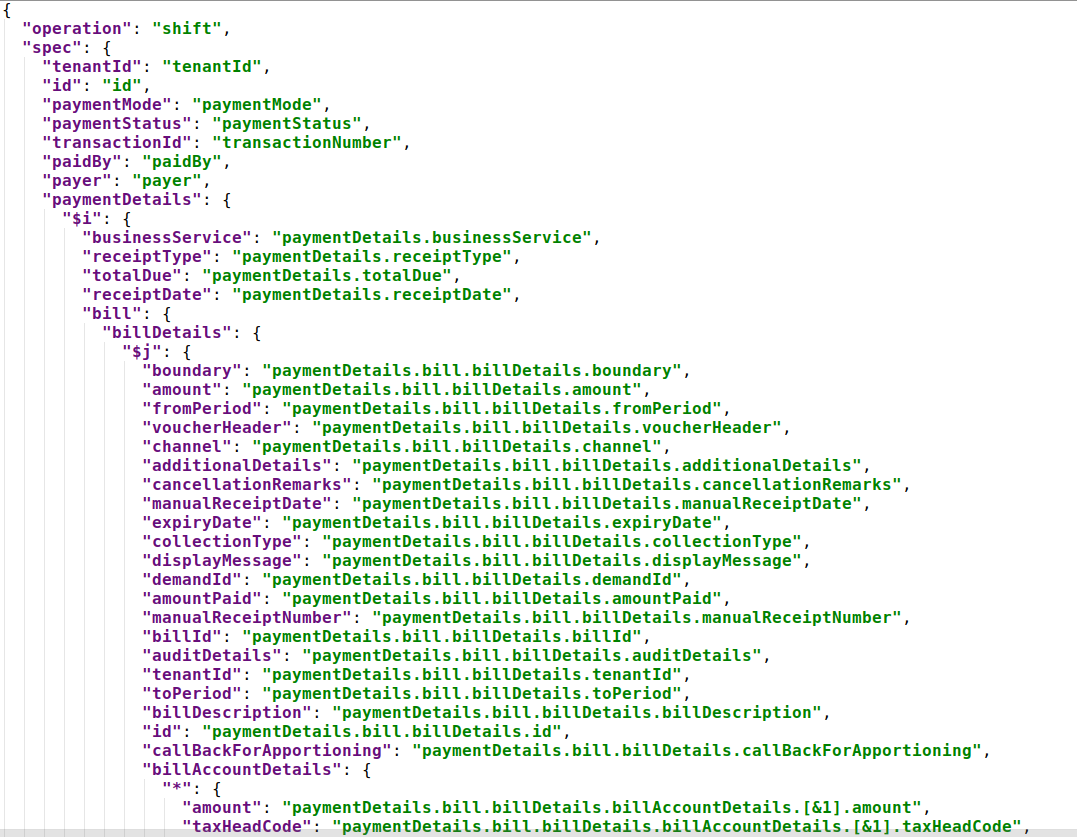 {
"operation": "shift",
"spec": {
"tenantId": "tenantId",
"id": "id",
"paymentMode": "paymentMode",
"paymentStatus": "paymentStatus",
"transactionId": "transactionNumber",
"paidBy": "paidBy",
"payer": "payer",
"paymentDetails": {
"$i": {
"businessService": "paymentDetails.businessService",
"receiptType": "paymentDetails.receiptType",
"totalDue": "paymentDetails.totalDue",
"receiptDate": "paymentDetails.receiptDate",
"bill": {
"billDetails": {
"$j": {
"boundary": "paymentDetails.bill.billDetails.boundary",
"amount": "paymentDetails.bill.billDetails.amount",
"fromPeriod": "paymentDetails.bill.billDetails.fromPeriod",
"voucherHeader": "paymentDetails.bill.billDetails.voucherHeader",
"channel": "paymentDetails.bill.billDetails.channel",
"additionalDetails": "paymentDetails.bill.billDetails.additionalDetails",
"cancellationRemarks": "paymentDetails.bill.billDetails.cancellationRemarks",
"manualReceiptDate": "paymentDetails.bill.billDetails.manualReceiptDate",
"expiryDate": "paymentDetails.bill.billDetails.expiryDate",
"collectionType": "paymentDetails.bill.billDetails.collectionType",
"displayMessage": "paymentDetails.bill.billDetails.displayMessage",
"demandId": "paymentDetails.bill.billDetails.demandId",
"amountPaid": "paymentDetails.bill.billDetails.amountPaid",
"manualReceiptNumber": "paymentDetails.bill.billDetails.manualReceiptNumber",
"billId": "paymentDetails.bill.billDetails.billId",
"auditDetails": "paymentDetails.bill.billDetails.auditDetails",
"tenantId": "paymentDetails.bill.billDetails.tenantId",
"toPeriod": "paymentDetails.bill.billDetails.toPeriod",
"billDescription": "paymentDetails.bill.billDetails.billDescription",
"id": "paymentDetails.bill.billDetails.id",
"callBackForApportioning": "paymentDetails.bill.billDetails.callBackForApportioning",
"billAccountDetails": {
"*": {
"amount": "paymentDetails.bill.billDetails.billAccountDetails.[&1].amount",
"taxHeadCode": "paymentDetails.bill.billDetails.billAccountDetails.[&1].taxHeadCode",